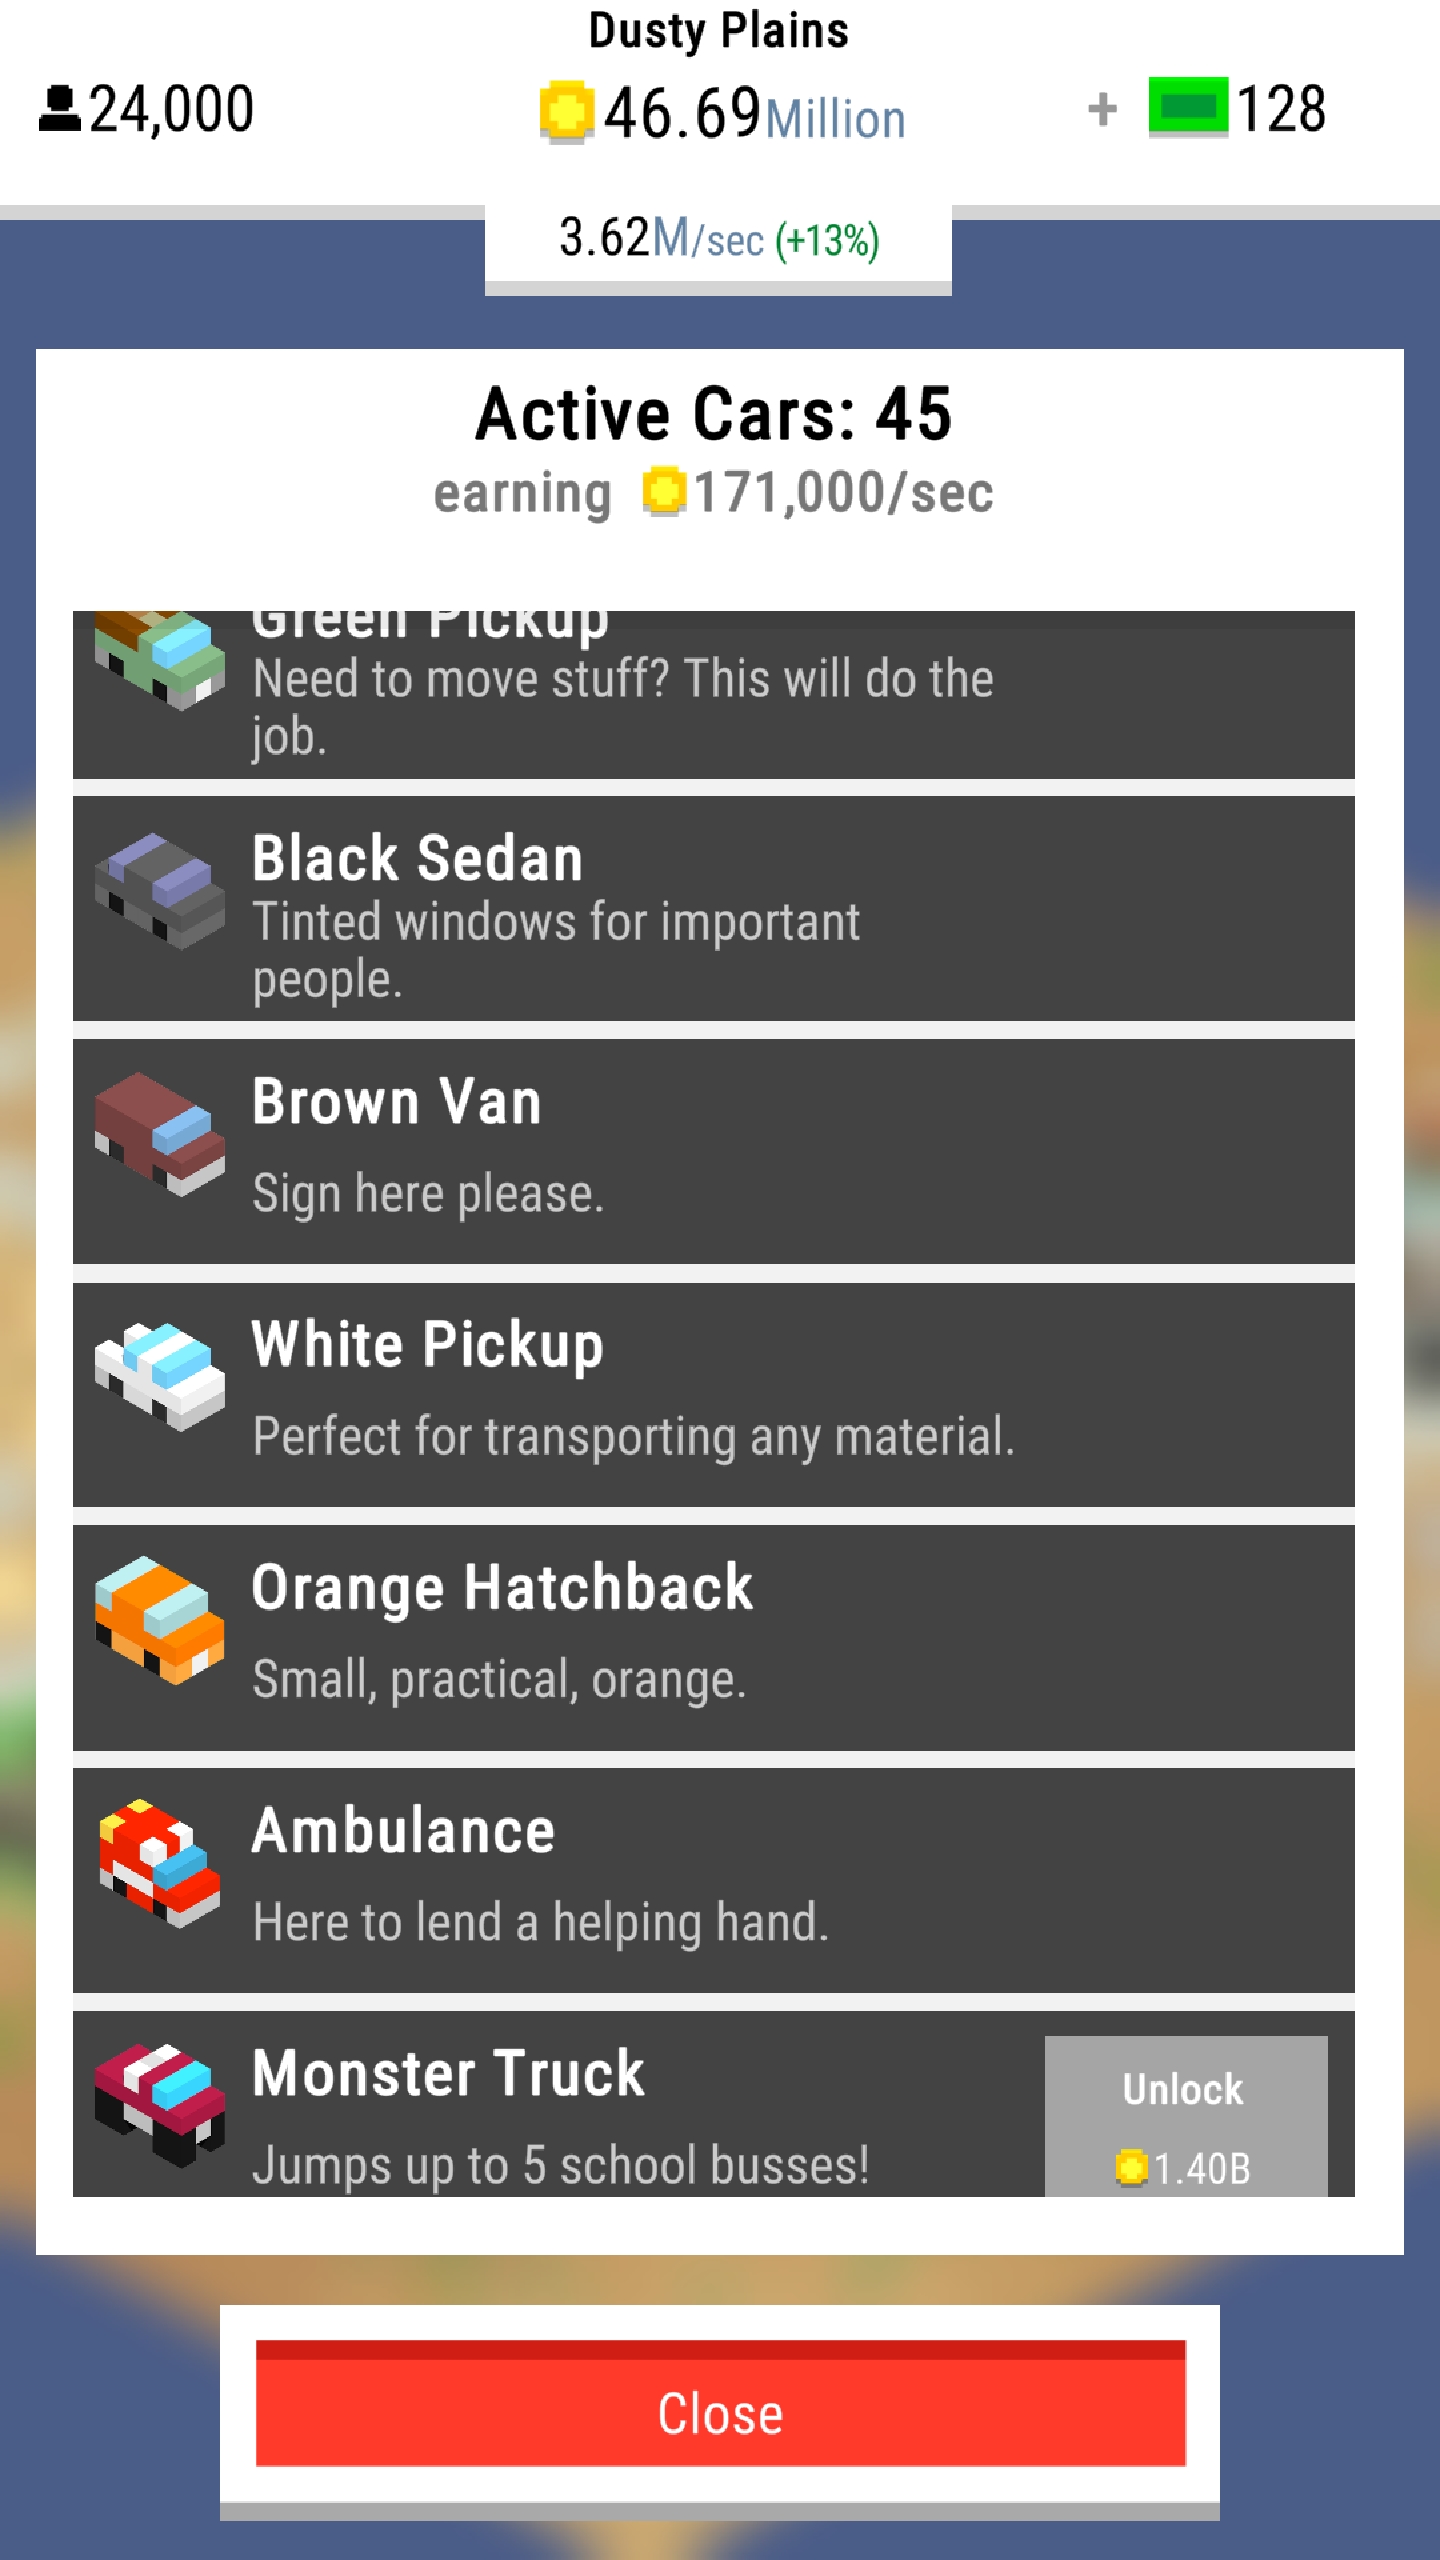 Dusty Plains
24,000
46.69Million
+ 128
3.62M/sec (+13%)
Active Cars: 45
earning 171,000/sec
Green Pickup
Need to move stuff? This will do the
job.
Black Sedan
Tinted windows for important
people.
Brown Van
Sign here please.
White Pickup
Perfect for transporting any material.
Orange Hatchback
Small, practical, orange.
Ambulance
Here to lend a helping hand.
Monster Truck
Unlock
Jumps up to 5 school busses!
1.40B
Close